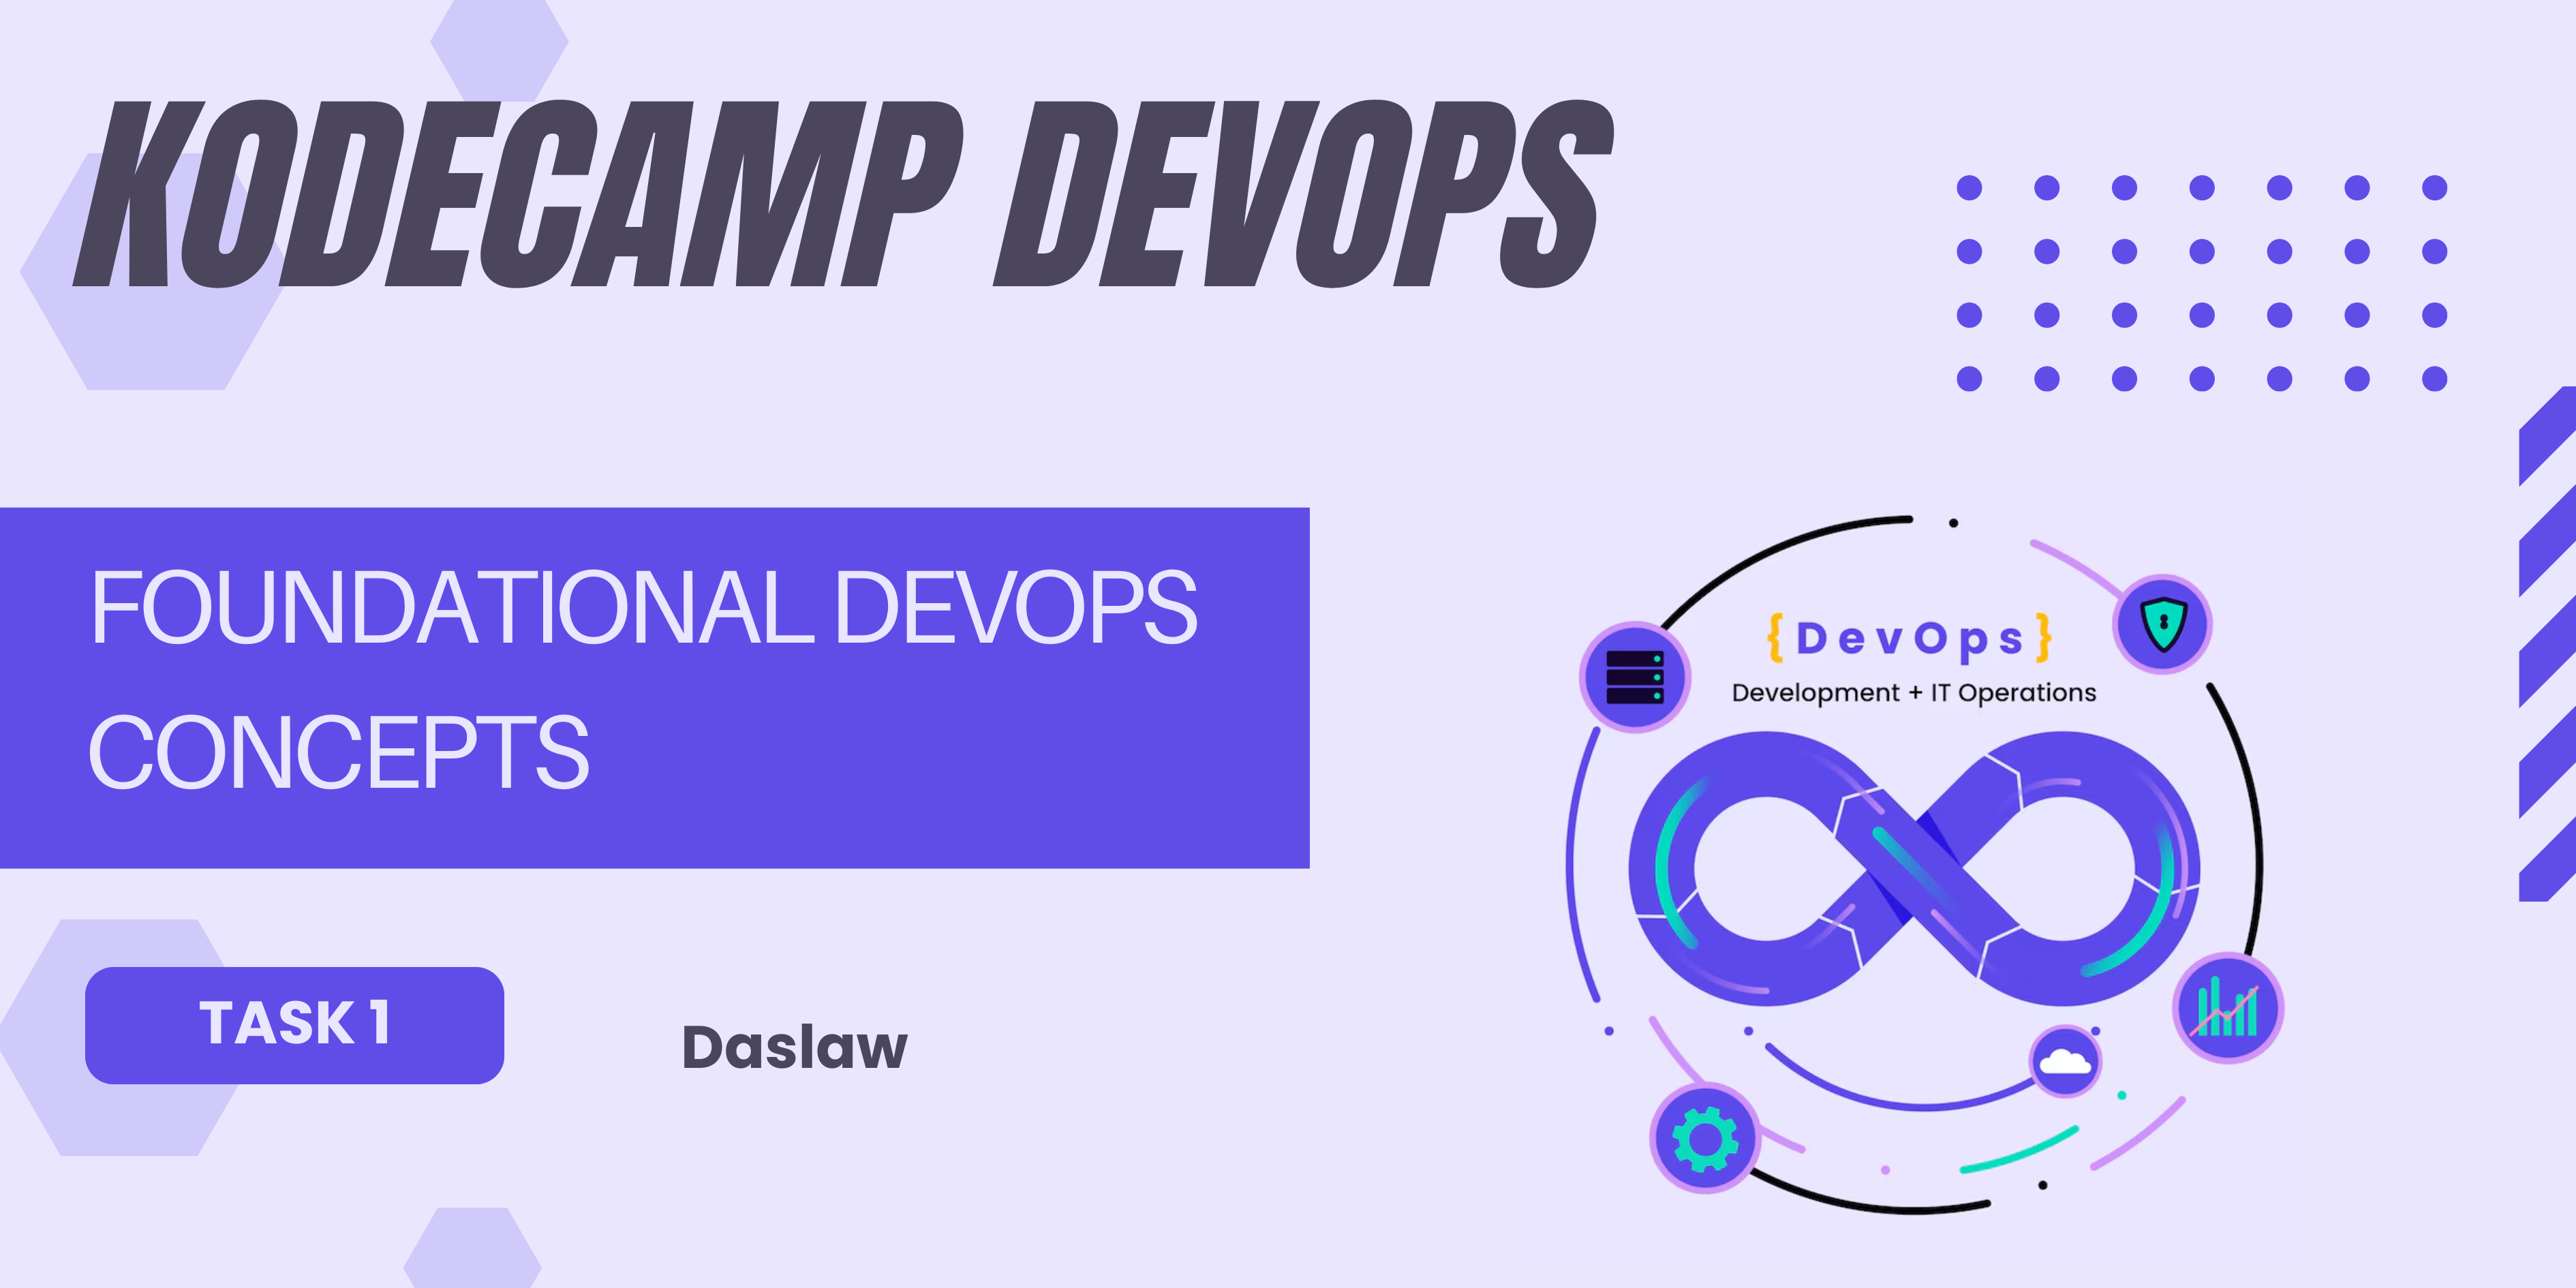 KODECAMP DEVOPS
FOUNDATIONAL DEVOPS
CONCEPTS
TASK 1
Daslaw
{DevOps}
Development + IT Operations